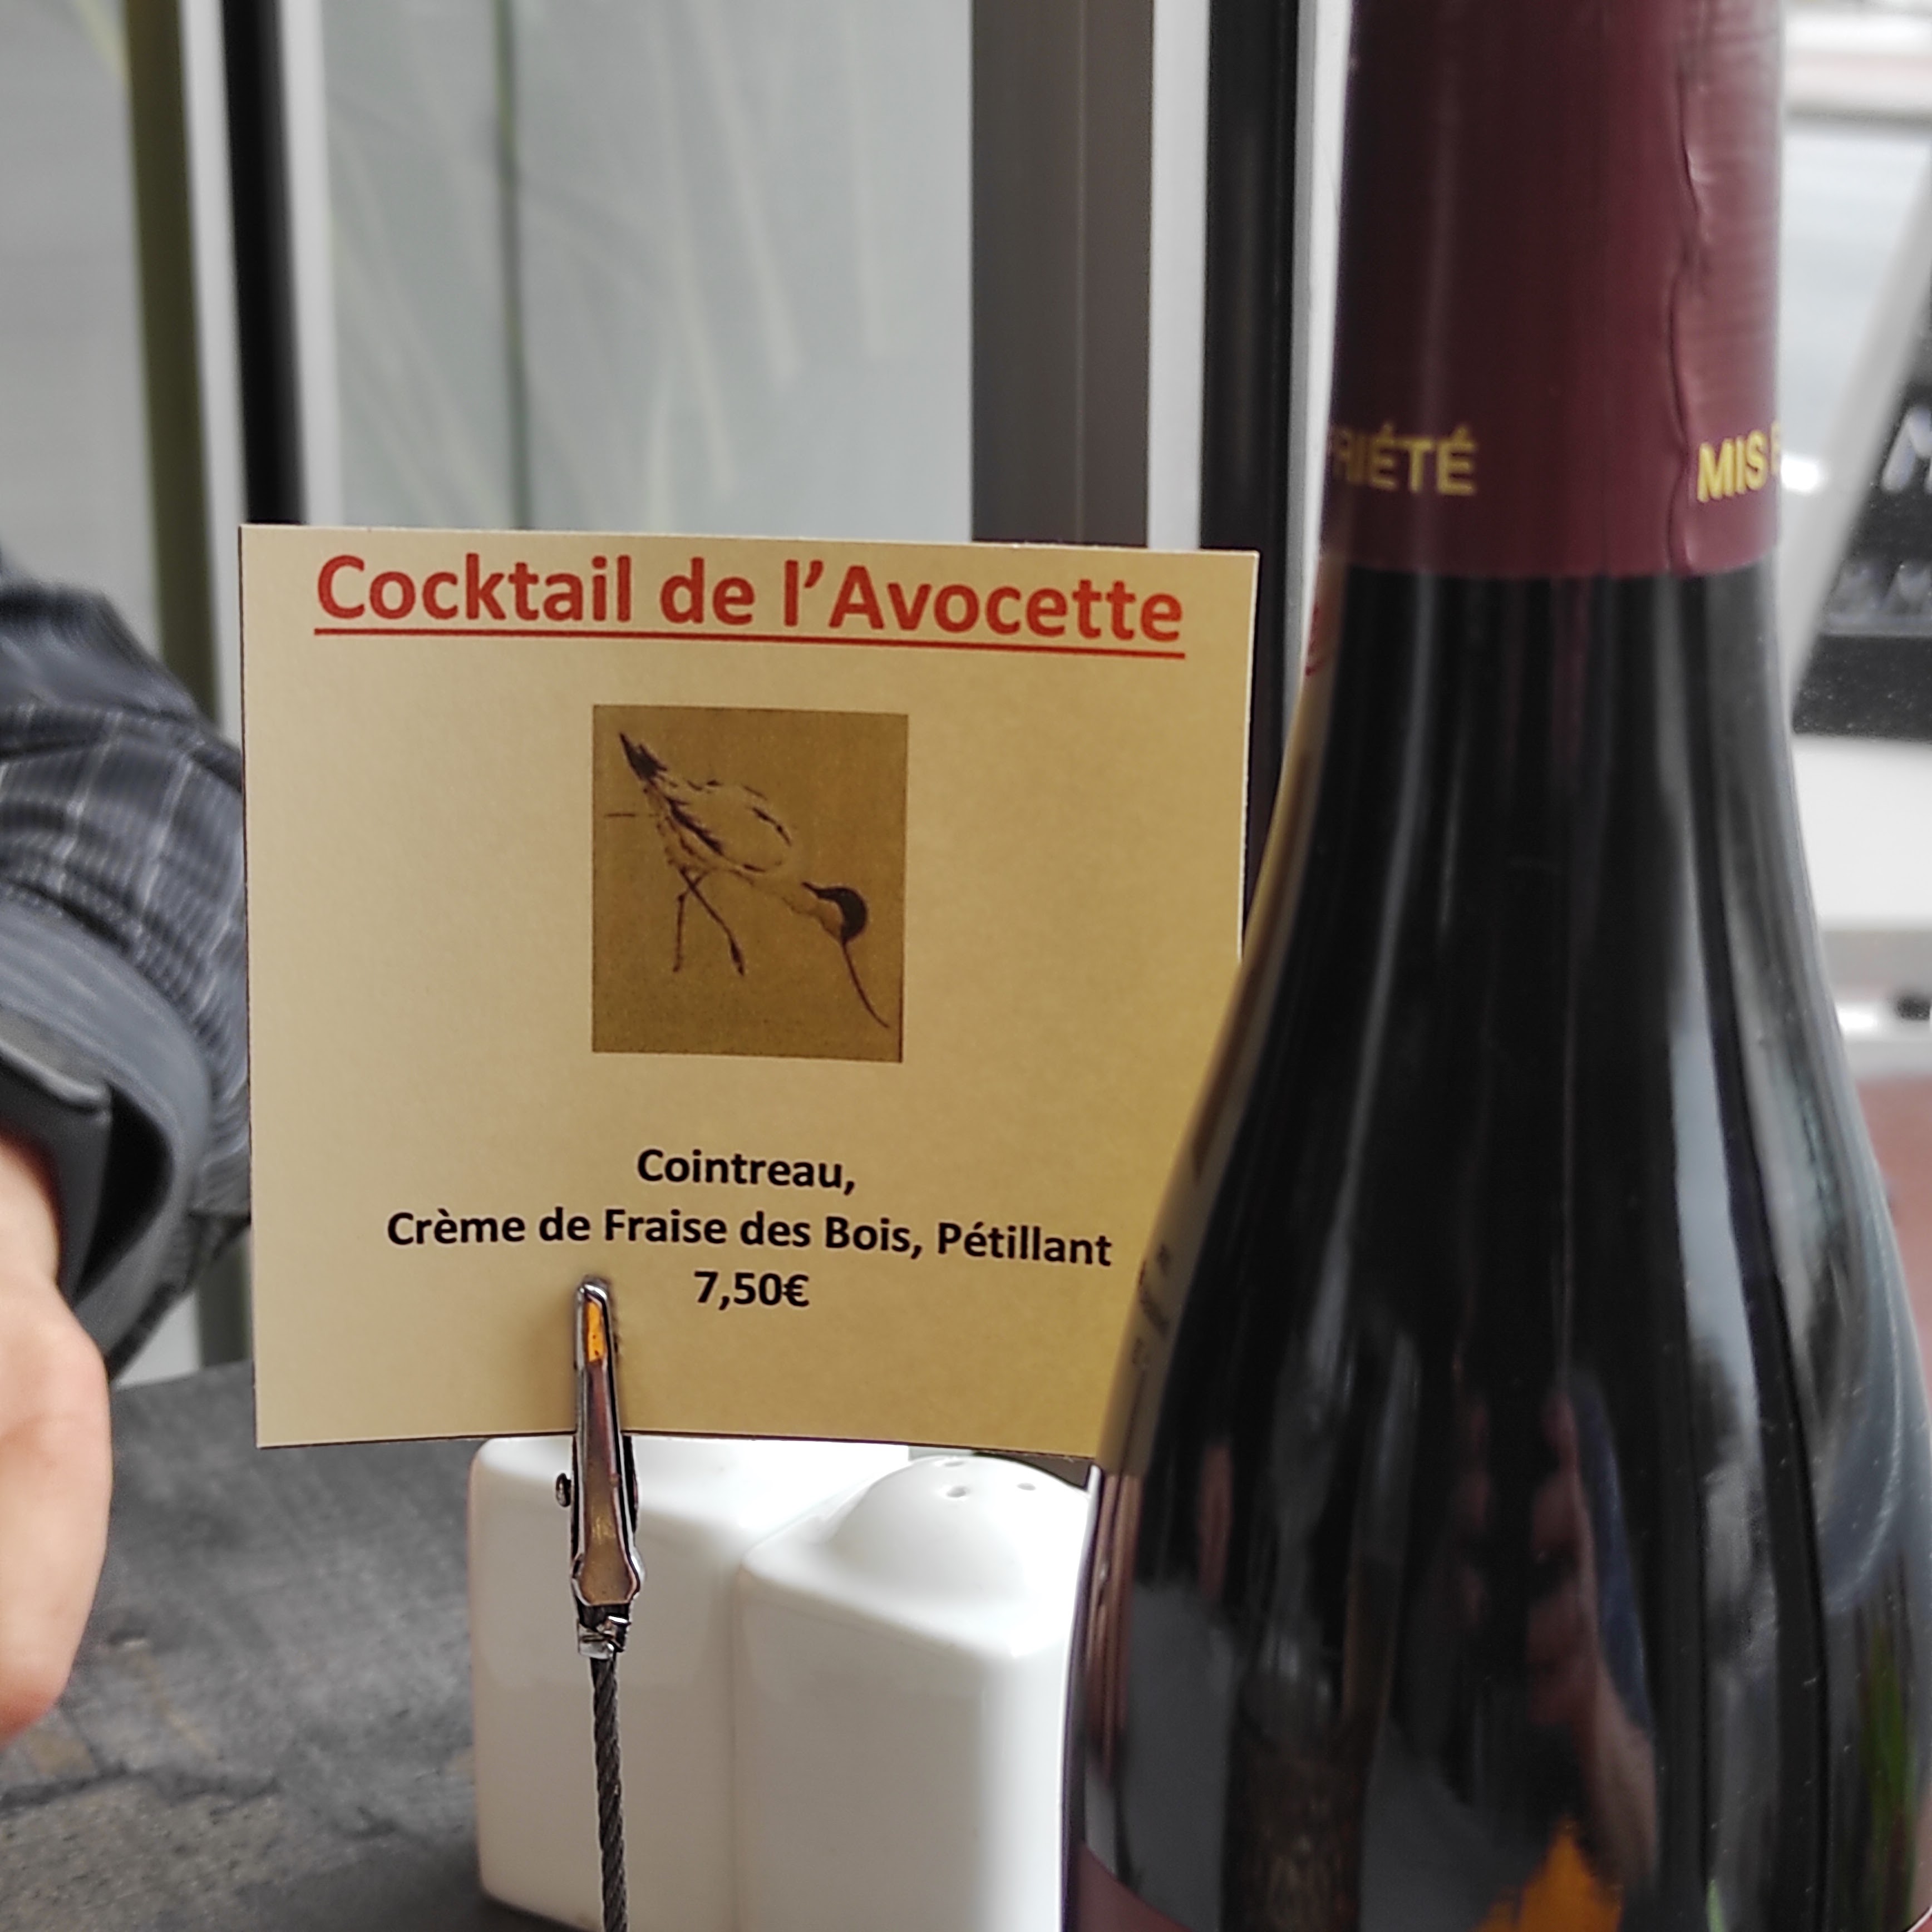 Cocktail de l'Avocette
Cointreau,
Crème de Fraise des Bois, Pétillant
7,50€
RIÉTÉ
MIS